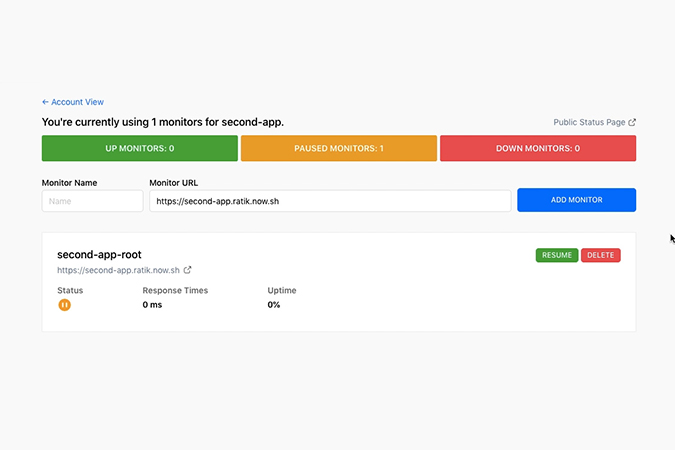 ← Account View
You're currently using 1 monitors for second-app.
Public Status Page
UP MONITORS: 0
PAUSED MONITORS: 1
DOWN MONITORS: 0
Monitor Name
Monitor URL
Name
https://second-app.ratik.now.sh
ADD MONITOR
second-app-root
RESUME
DELETE
https://second-app.ratik.now.sh
Status
Response Times
Uptime
0 ms
0%